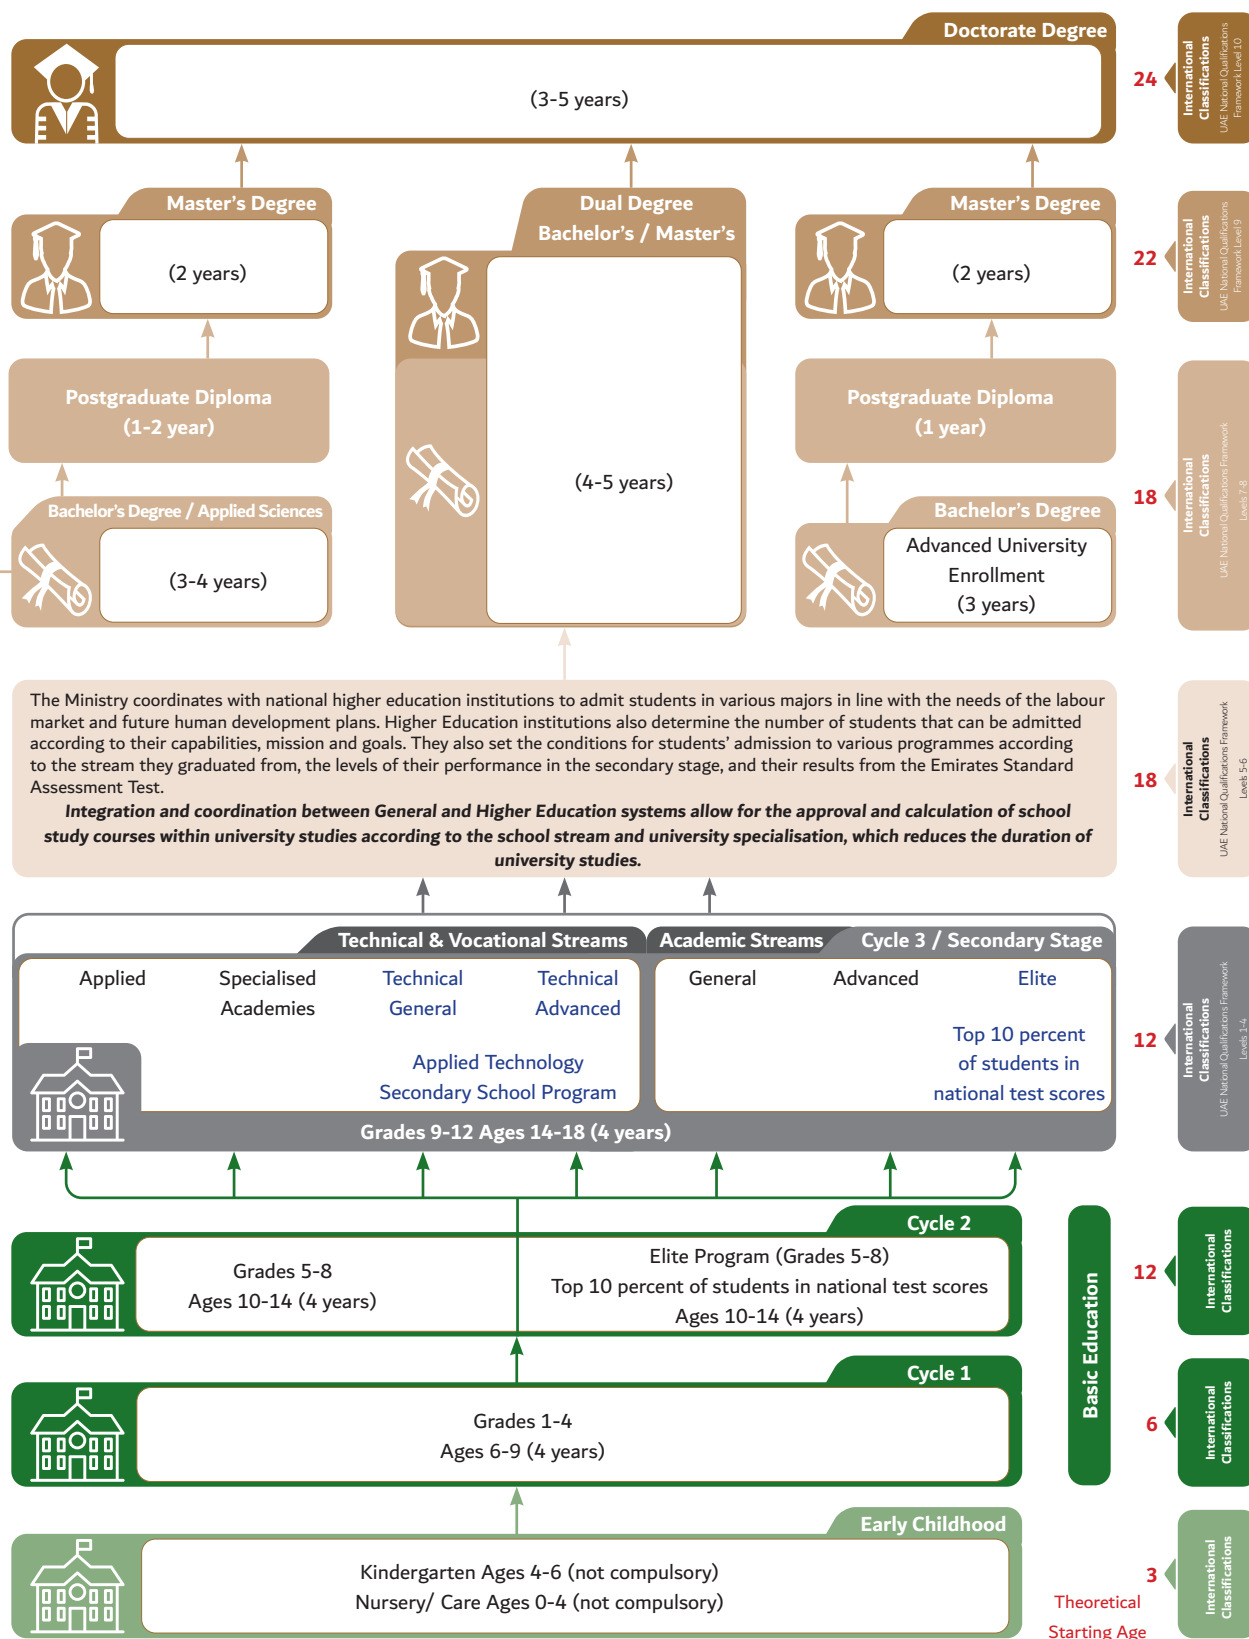 Doctorate Degree
(3-5 years)
24
International
Classifications
UAE National Qualifications
Framework Level 10
Master's Degree
(2 years)
Dual Degree
Bachelor's / Master's
(4-5 years)
Master's Degree
(2 years)
22
International
Classifications
UAE National Qualifications
Framework Level 9
Postgraduate Diploma
(1-2 year)
Postgraduate Diploma
(1 year)
Bachelor's Degree / Applied Sciences
(3-4 years)
Bachelor's Degree
Advanced University
Enrollment
(3 years)
18
International
Classifications
UAE National Qualifications Framework
Levels 7-8
The Ministry coordinates with national higher education institutions to admit students in various majors in line with the needs of the labour
market and future human development plans. Higher Education institutions also determine the number of students that can be admitted
according to their capabilities, mission and goals. They also set the conditions for students' admission to various programmes according
to the stream they graduated from, the levels of their performance in the secondary stage, and their results from the Emirates Standard
Assessment Test.
Integration and coordination between General and Higher Education systems allow for the approval and calculation of school
study courses within university studies according to the school stream and university specialisation, which reduces the duration of
university studies.
18
International
Classifications
UAE National Qualifications Framework
Levels 5-6
Technical & Vocational Streams
Academic Streams
Cycle 3 / Secondary Stage
Applied
Specialised
Academies
Technical
General
Technical
Advanced
Applied Technology
Secondary School Program
General
Advanced
Elite
Top 10 percent
of students in
national test scores
Grades 9-12 Ages 14-18 (4 years)
12
International
Classifications
UAE National Qualifications Framework
Levels 1-4
Cycle 2
Grades 5-8
Ages 10-14 (4 years)
Elite Program (Grades 5-8)
Top 10 percent of students in national test scores
Ages 10-14 (4 years)
Basic Education
12
International
Classifications
Cycle 1
Grades 1-4
Ages 6-9 (4 years)
6
International
Classifications
Early Childhood
Kindergarten Ages 4-6 (not compulsory)
Nursery/ Care Ages 0-4 (not compulsory)
3
Theoretical
Starting Age
International
Classifications